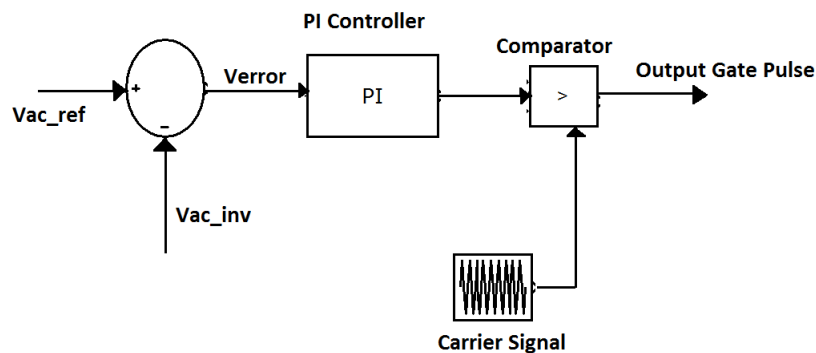 PI Controller
Comparator
Verror
Output Gate Pulse
+
PI
>
Vac_ref
−
Vac_inv
Carrier Signal